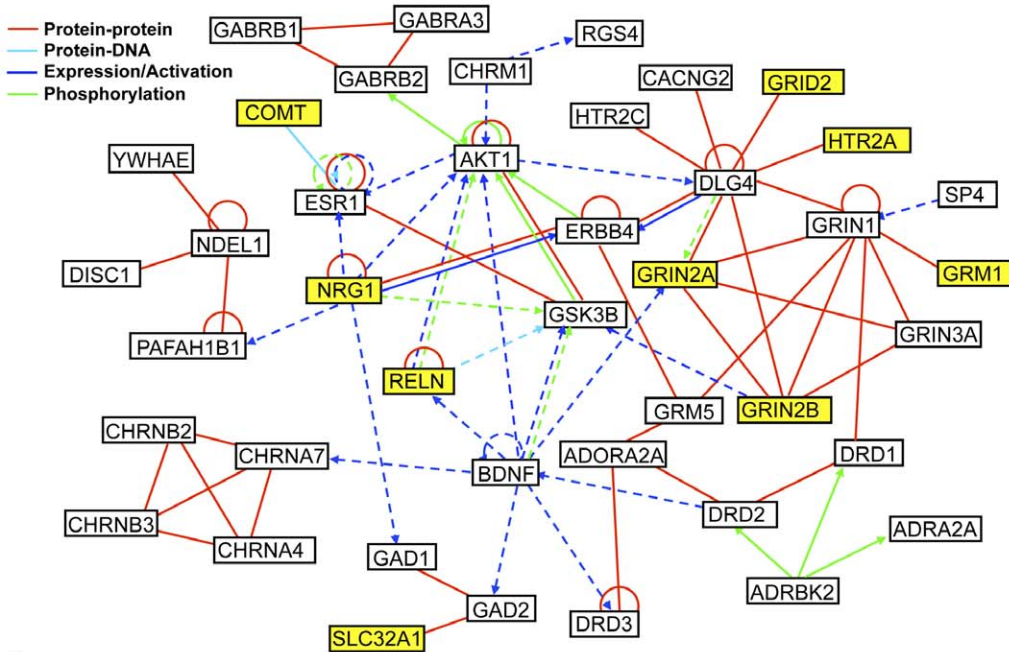 Protein-protein
Protein-DNA
Expression/Activation
Phosphorylation
GABRB1
GABRA3
RGS4
GABRB2
CHRM1
CACNG2
GRID2
COMT
HTR2C
HTR2A
YWHAE
AKT1
DLG4
SP4
ESR1
GRIN1
ERBB4
NDEL1
DISC1
GRIN2A
GRM1
NRG1
GSK3B
PAFAH1B1
GRIN3A
RELN
GRM5
GRIN2B
CHRNB2
CHRNA7
BDNF
ADORA2A
DRD1
CHRNB3
CHRNA4
DRD2
ADRA2A
GAD1
ADRBK2
GAD2
DRD3
SLC32A1